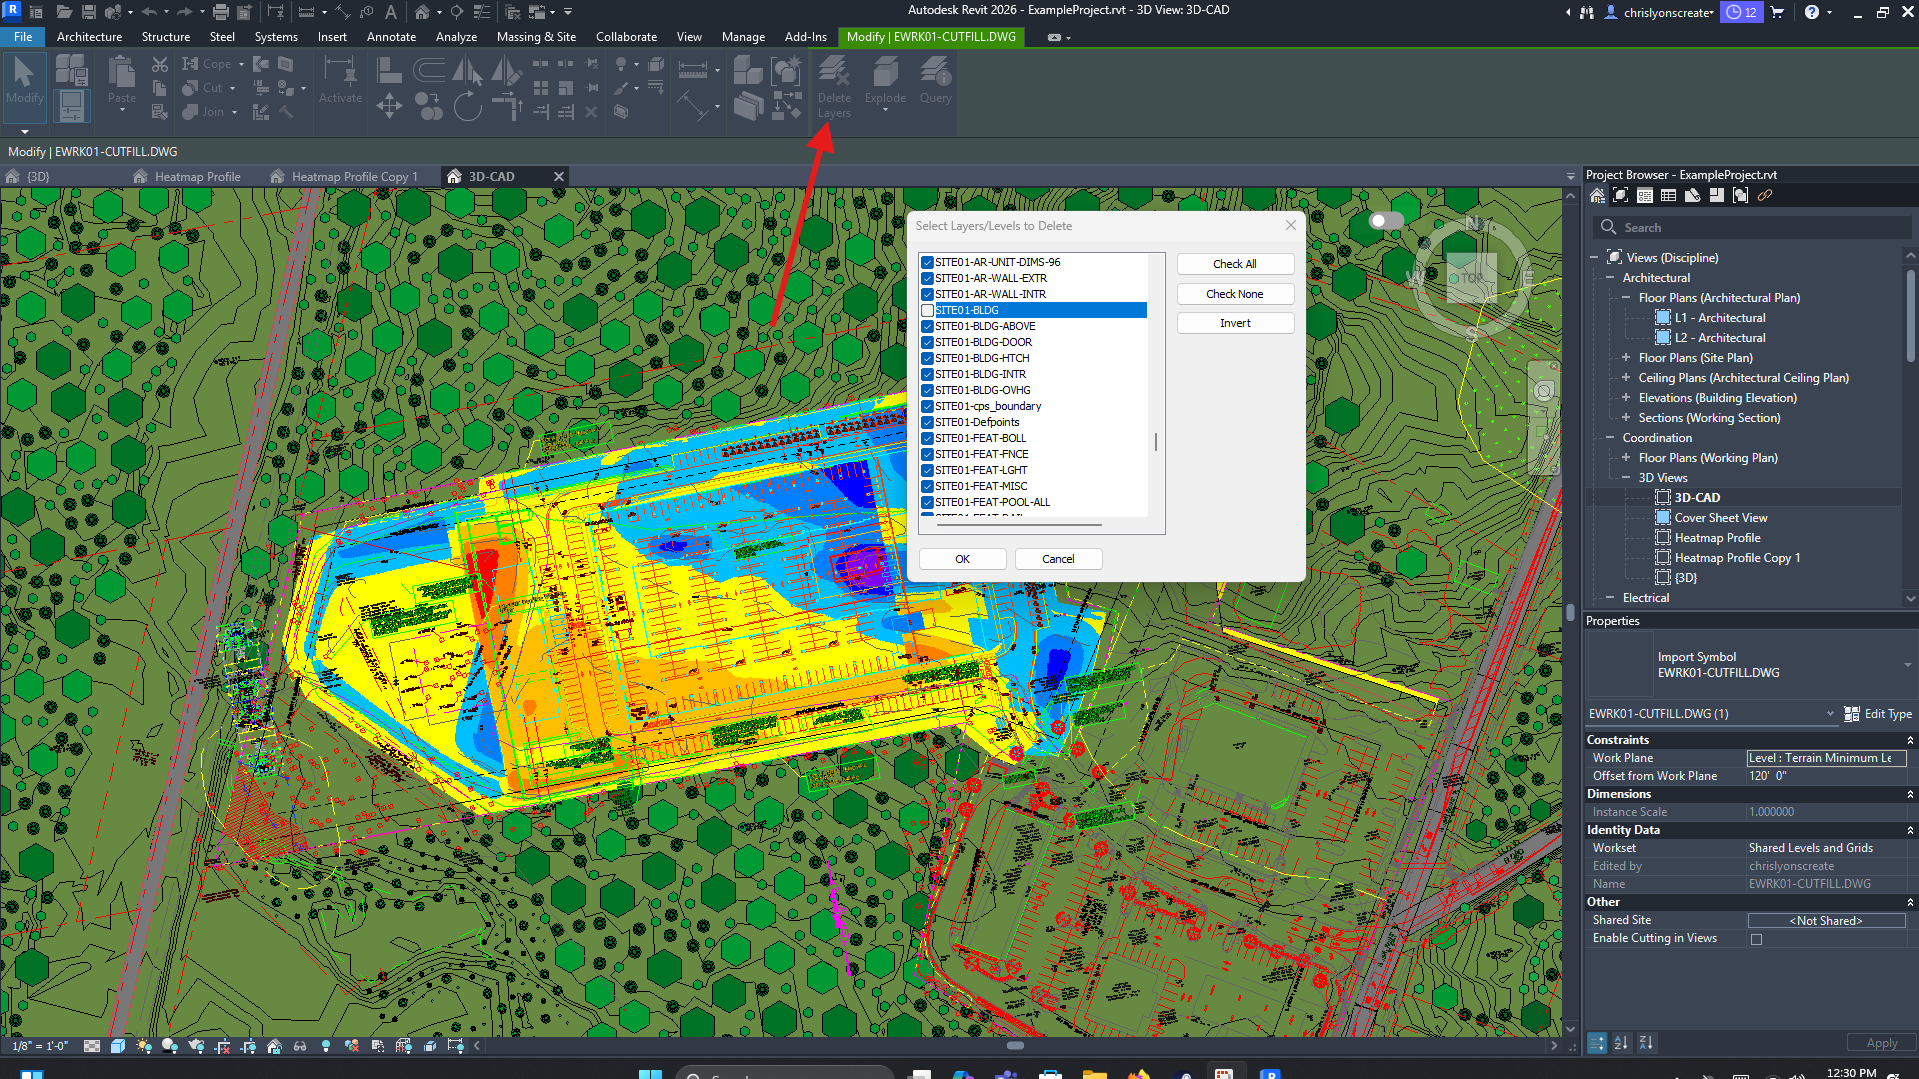 Autodesk Revit 2026 - ExampleProject.rvt - 3D View: 3D-CAD
chrislyonscreate
12
File Architecture Structure Steel Systems Insert Annotate Analyze Massing & Site Collaborate View Manage Add-Ins Modify | EWRK01-CUTFILL.DWG
Modify
Paste
Cope
Cut
Join
Activate
Delete Layers
Explode
Query
Modify | EWRK01-CUTFILL.DWG
{3D}
Heatmap Profile
Heatmap Profile Copy 1
3D-CAD
Select Layers/Levels to Delete
SITE01-AR-UNIT-DIMS-96
SITE01-AR-WALL-EXTR
SITE01-AR-WALL-INTR
SITE01-BLDG
SITE01-BLDG-ABOVE
SITE01-BLDG-DOOR
SITE01-BLDG-HTCH
SITE01-BLDG-INTR
SITE01-BLDG-OVHG
SITE01-cps_boundary
SITE01-Defpoints
SITE01-FEAT-BOLL
SITE01-FEAT-FNCE
SITE01-FEAT-LGHT
SITE01-FEAT-MISC
SITE01-FEAT-POOL-ALL
Check All
Check None
Invert
OK
Cancel
N
W
TOP
E
S
Project Browser - ExampleProject.rvt
Search
Views (Discipline)
Architectural
Floor Plans (Architectural Plan)
L1 - Architectural
L2 - Architectural
Floor Plans (Site Plan)
Ceiling Plans (Architectural Ceiling Plan)
Elevations (Building Elevation)
Sections (Working Section)
Coordination
Floor Plans (Working Plan)
3D Views
3D-CAD
Cover Sheet View
Heatmap Profile
Heatmap Profile Copy 1
{3D}
Electrical
Properties
Import Symbol
EWRK01-CUTFILL.DWG
EWRK01-CUTFILL.DWG (1)
Edit Type
Constraints
Work Plane Level : Terrain Minimum Le
Offset from Work Plane 120' 0"
Dimensions
Instance Scale 1.000000
Identity Data
Workset Shared Levels and Grids
Edited by chrislyonscreate
Name EWRK01-CUTFILL.DWG
Other
Shared Site <Not Shared>
Enable Cutting in Views
Apply
1/8" = 1'-0"
12:30 PM